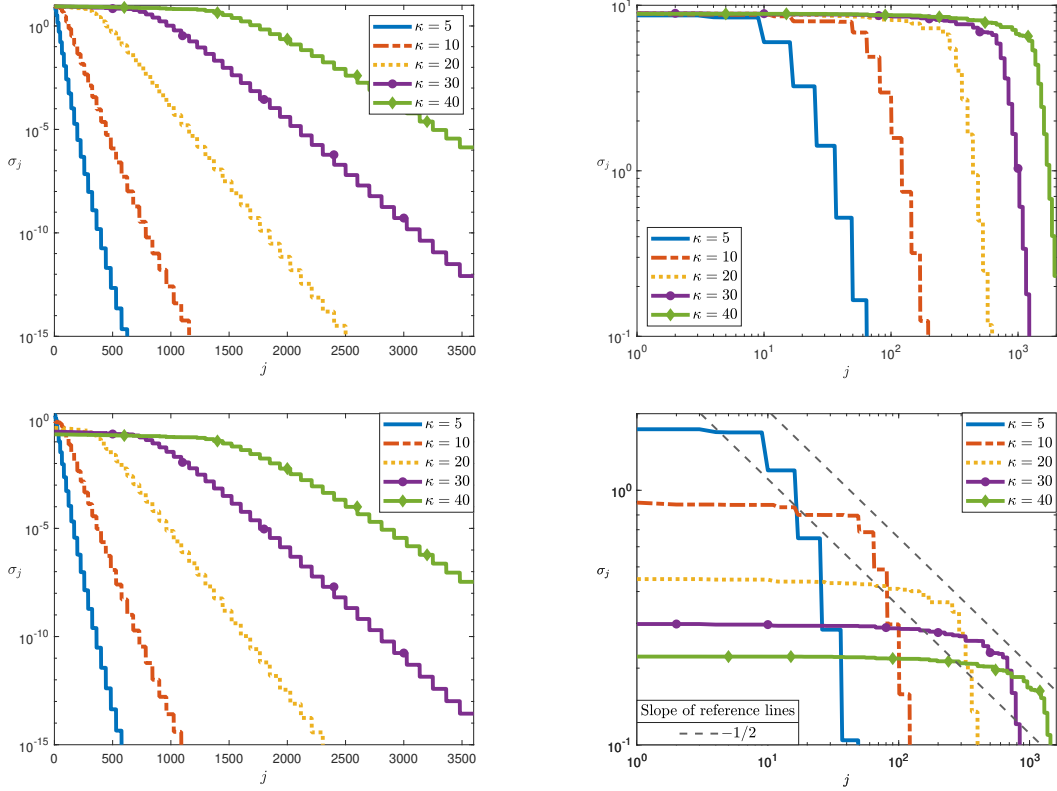 10^0
10^-5
10^-10
10^-15
σ_j
0 500 1000 1500 2000 2500 3000 3500
j
κ = 5
κ = 10
κ = 20
κ = 30
κ = 40
10^1
10^0
10^-1
σ_j
10^0 10^1 10^2 10^3
j
κ = 5
κ = 10
κ = 20
κ = 30
κ = 40
10^0
10^-5
10^-10
10^-15
σ_j
0 500 1000 1500 2000 2500 3000 3500
j
κ = 5
κ = 10
κ = 20
κ = 30
κ = 40
10^0
10^-1
σ_j
10^0 10^1 10^2 10^3
j
κ = 5
κ = 10
κ = 20
κ = 30
κ = 40
Slope of reference lines
−1/2